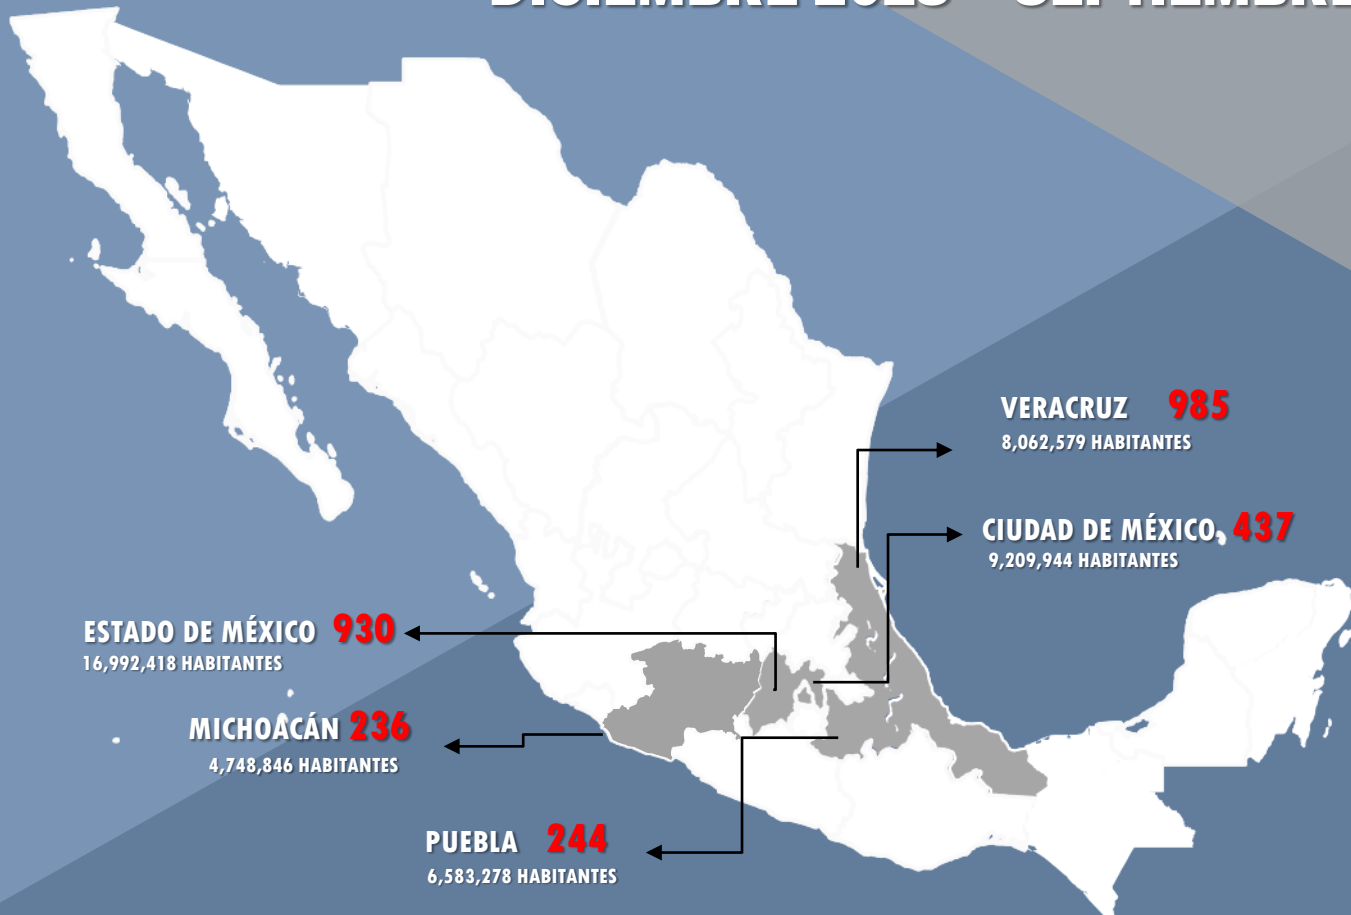 VERACRUZ 985
8,062,579 HABITANTES
CIUDAD DE MÉXICO 437
9,209,944 HABITANTES
ESTADO DE MÉXICO 930
16,992,418 HABITANTES
MICHOACÁN 236
4,748,846 HABITANTES
PUEBLA 244
6,583,278 HABITANTES